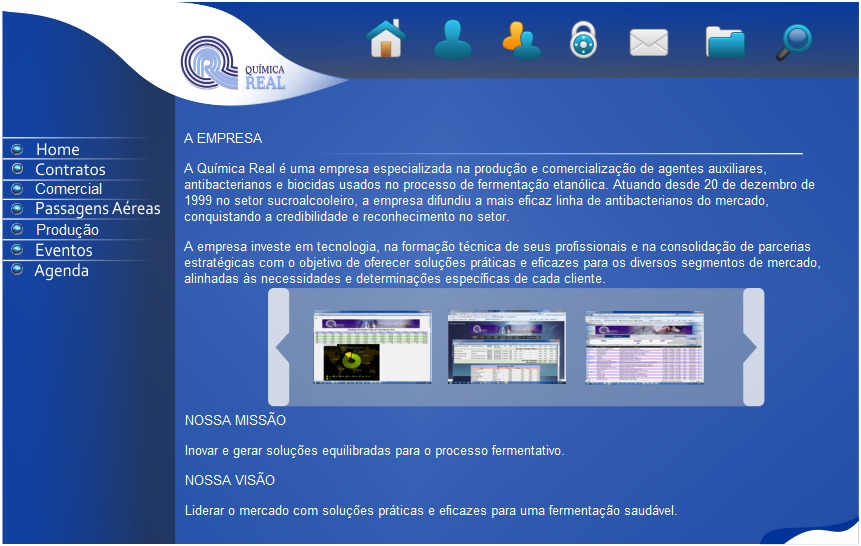 QUÍMICA
REAL
Home
Contratos
Comercial
Passagens Aéreas
Produção
Eventos
Agenda
A EMPRESA
A Química Real é uma empresa especializada na produção e comercialização de agentes auxiliares,
antibacterianos e biocidas usados no processo de fermentação etanólica. Atuando desde 20 de dezembro de
1999 no setor sucroalcooleiro, a empresa difundiu a mais eficaz linha de antibacterianos do mercado,
conquistando a credibilidade e reconhecimento no setor.
A empresa investe em tecnologia, na formação técnica de seus profissionais e na consolidação de parcerias
estratégicas com o objetivo de oferecer soluções práticas e eficazes para os diversos segmentos de mercado,
alinhadas às necessidades e determinações específicas de cada cliente.
NOSSA MISSÃO
Inovar e gerar soluções equilibradas para o processo fermentativo.
NOSSA VISÃO
Liderar o mercado com soluções práticas e eficazes para uma fermentação saudável.